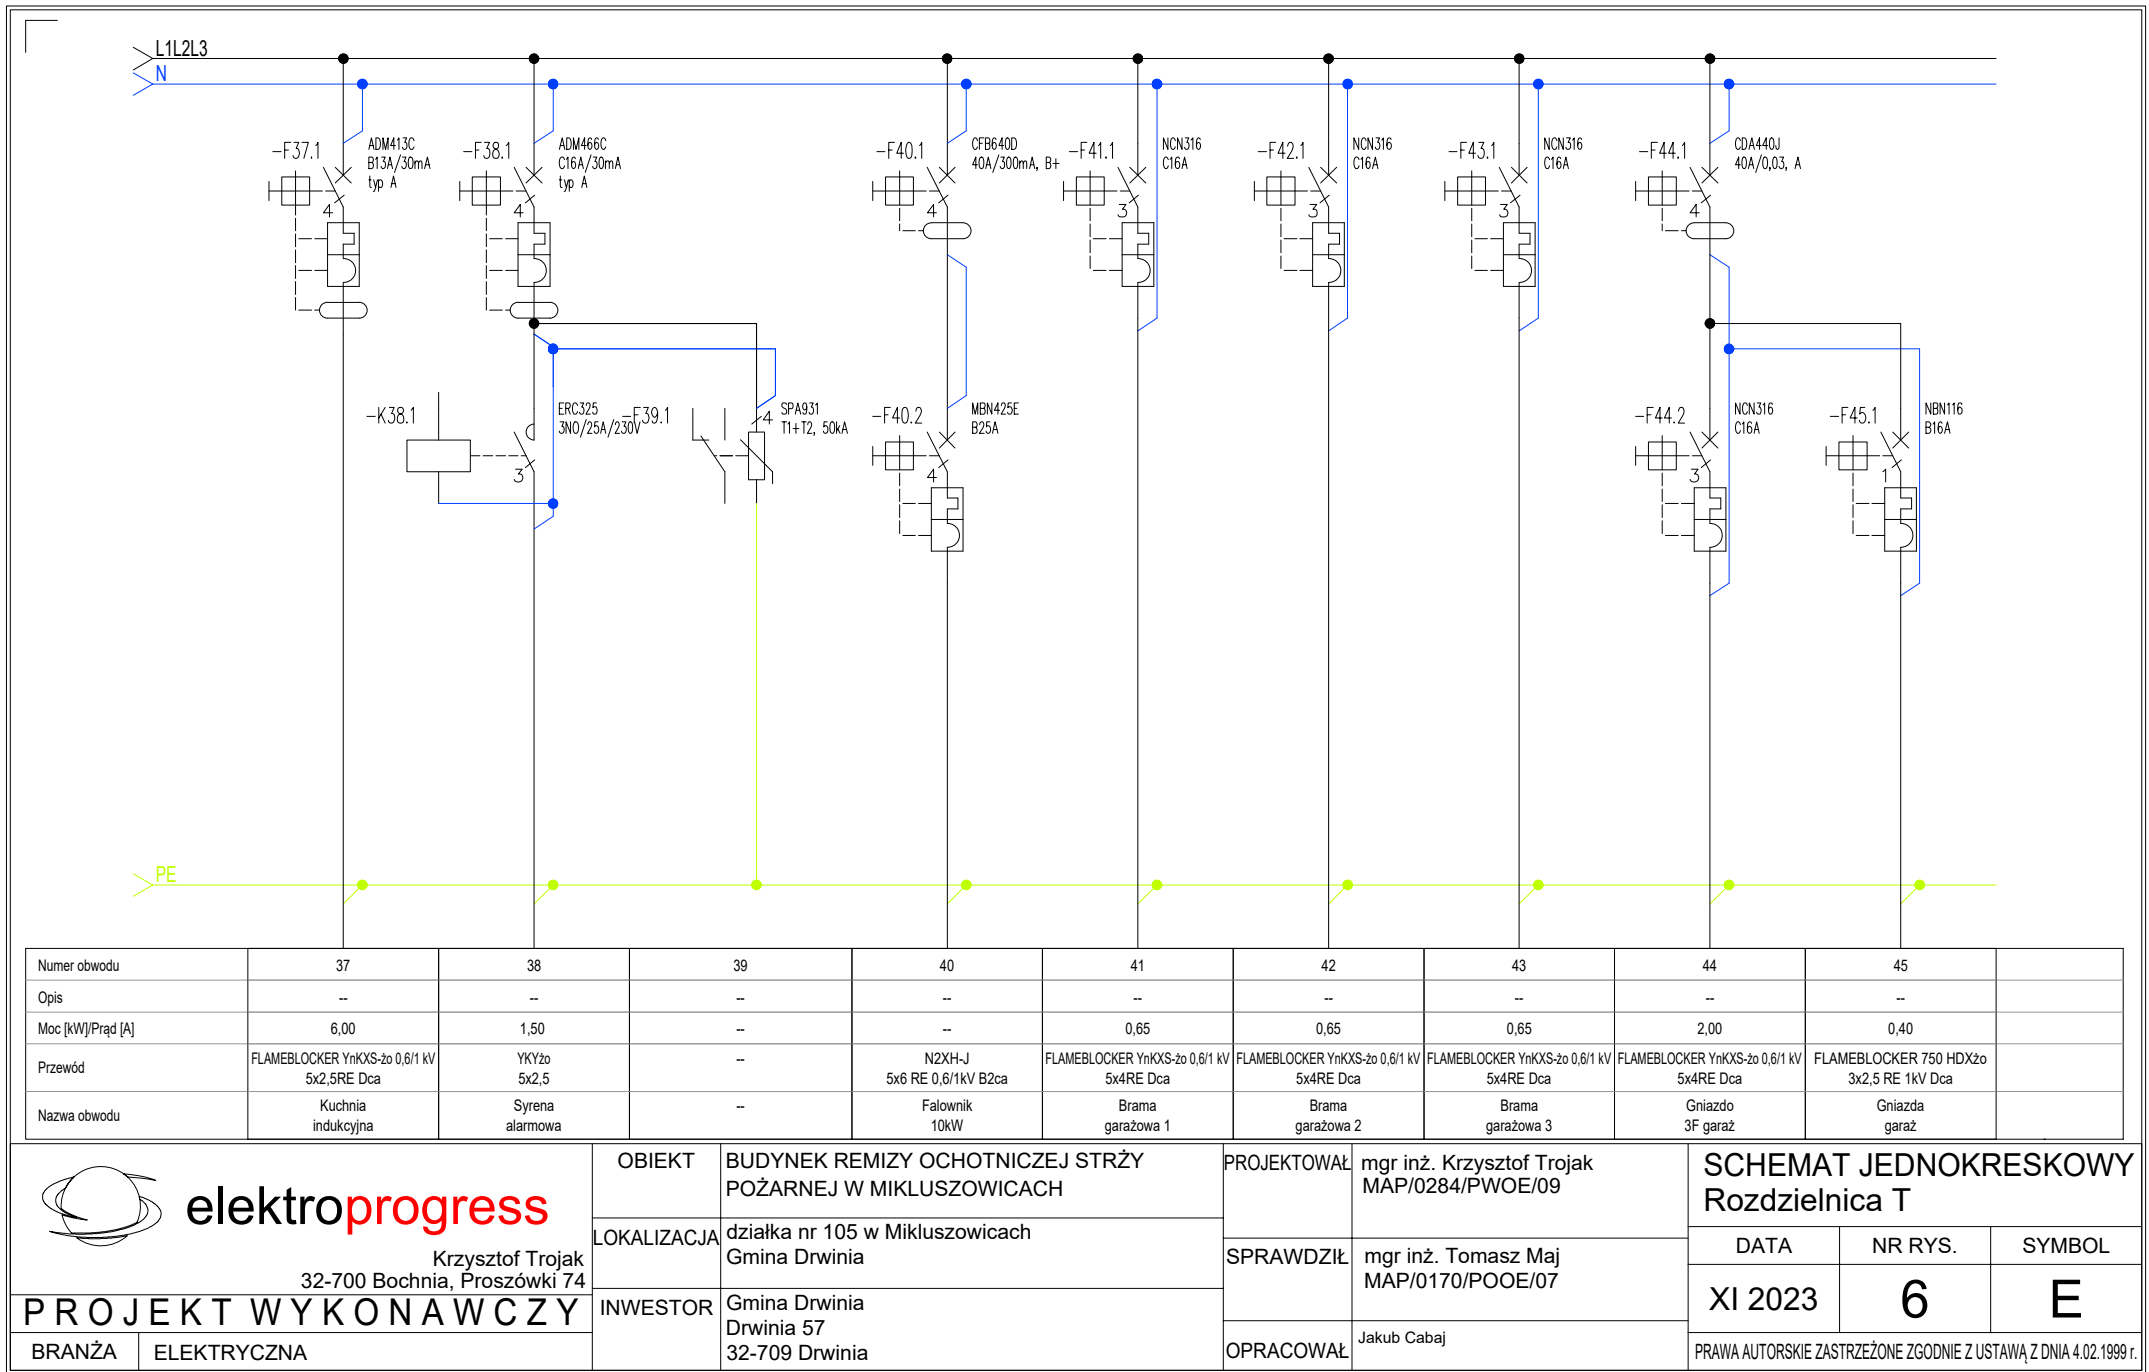 L1L2L3
N
-F37.1
ADM413C
B13A/30mA
typ A
4
-F38.1
ADM466C
C16A/30mA
typ A
4
-F40.1
CFB640D
40A/300mA, B+
4
-F41.1
NCN316
C16A
3
-F42.1
NCN316
C16A
3
-F43.1
NCN316
C16A
3
-F44.1
CDA440J
40A/0,03, A
4
-K38.1
ERC325
3NO/25A/230V
3
-F39.1
4
SPA931
T1+T2, 50kA
-F40.2
MBN425E
B25A
4
-F44.2
NCN316
C16A
3
-F45.1
NBN116
B16A
1
PE
Numer obwodu 37 38 39 40 41 42 43 44 45
Opis -- -- -- -- -- -- -- -- --
Moc [kW]/Prąd [A] 6,00 1,50 -- -- 0,65 0,65 0,65 2,00 0,40
Przewód
FLAMEBLOCKER YnKXS-żo 0,6/1 kV
5x2,5RE Dca
YKYżo
5x2,5
--
N2XH-J
5x6 RE 0,6/1kV B2ca
FLAMEBLOCKER YnKXS-żo 0,6/1 kV
5x4RE Dca
FLAMEBLOCKER YnKXS-żo 0,6/1 kV
5x4RE Dca
FLAMEBLOCKER YnKXS-żo 0,6/1 kV
5x4RE Dca
FLAMEBLOCKER YnKXS-żo 0,6/1 kV
5x4RE Dca
FLAMEBLOCKER 750 HDXżo
3x2,5 RE 1kV Dca
Nazwa obwodu
Kuchnia
indukcyjna
Syrena
alarmowa
--
Falownik
10kW
Brama
garażowa 1
Brama
garażowa 2
Brama
garażowa 3
Gniazdo
3F garaż
Gniazda
garaż
elektroprogress
Krzysztof Trojak
32-700 Bochnia, Proszówki 74
PROJEKT WYKONAWCZY
BRANŻA ELEKTRYCZNA
OBIEKT
BUDYNEK REMIZY OCHOTNICZEJ STRŻY
POŻARNEJ W MIKLUSZOWICACH
LOKALIZACJA
działka nr 105 w Mikluszowicach
Gmina Drwinia
INWESTOR
Gmina Drwinia
Drwinia 57
32-709 Drwinia
PROJEKTOWAŁ
mgr inż. Krzysztof Trojak
MAP/0284/PWOE/09
SPRAWDZIŁ
mgr inż. Tomasz Maj
MAP/0170/POOE/07
OPRACOWAŁ
Jakub Cabaj
SCHEMAT JEDNOKRESKOWY
Rozdzielnica T
DATA NR RYS. SYMBOL
XI 2023 6 E
PRAWA AUTORSKIE ZASTRZEŻONE ZGODNIE Z USTAWĄ Z DNIA 4.02.1999 r.